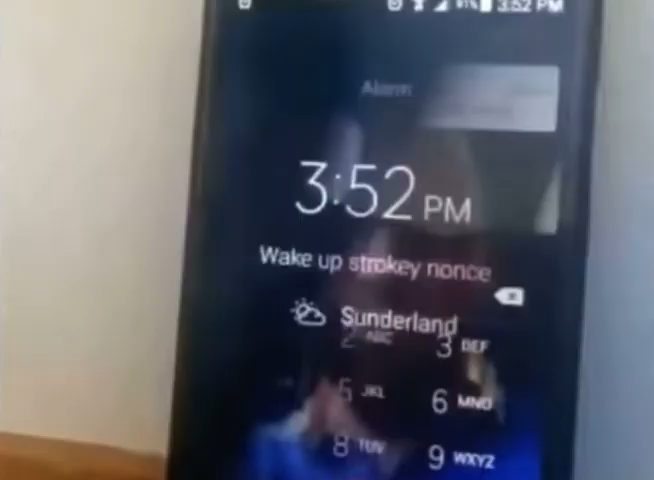 91% 3:52 PM
Alarm
3:52 PM
Wake up strokey nonce
Sunderland
2 ABC 3 DEF
5 JKL 6 MNO
8 TUV 9 WXYZ